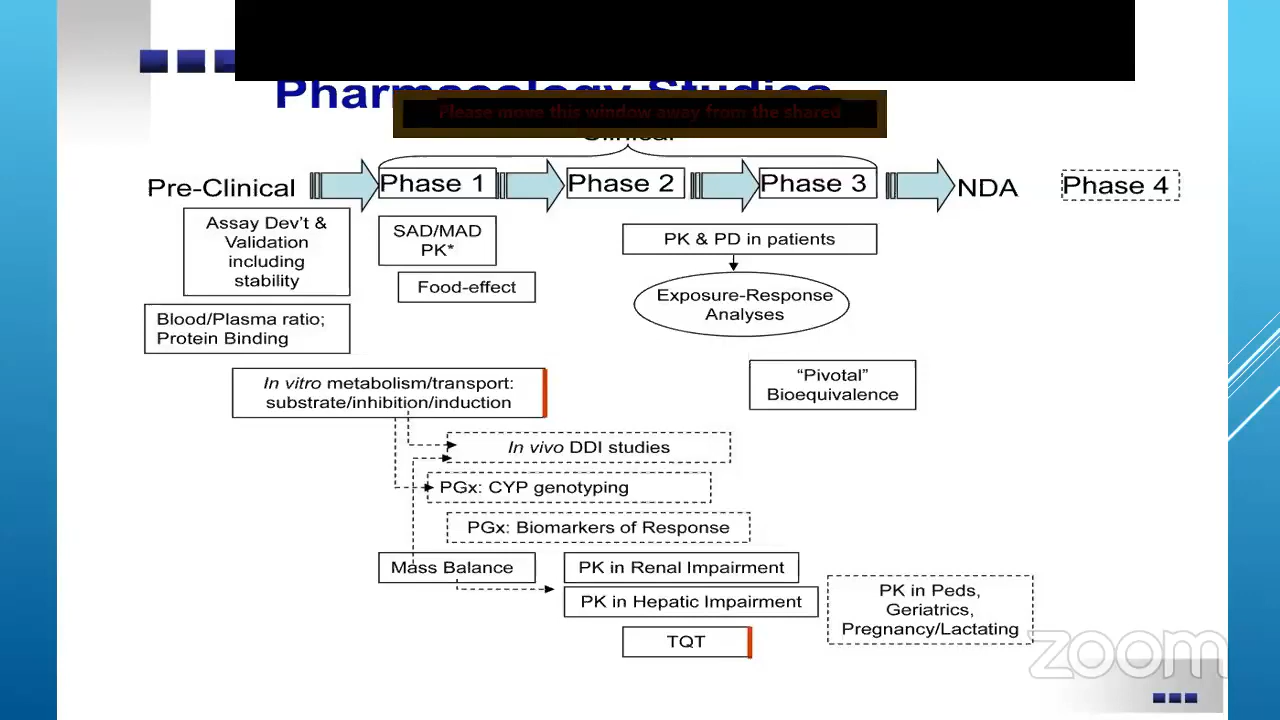 Pharmacology Studies
Please move this window away from the shared
Clinical
Pre-Clinical
Phase 1
Phase 2
Phase 3
NDA
Phase 4
Assay Dev't &
Validation
including
stability
SAD/MAD
PK*
PK & PD in patients
Food-effect
Exposure-Response
Analyses
Blood/Plasma ratio;
Protein Binding
In vitro metabolism/transport:
substrate/inhibition/induction
“Pivotal”
Bioequivalence
In vivo DDI studies
PGx: CYP genotyping
PGx: Biomarkers of Response
Mass Balance
PK in Renal Impairment
PK in Hepatic Impairment
PK in Peds,
Geriatrics,
Pregnancy/Lactating
TQT
zoom